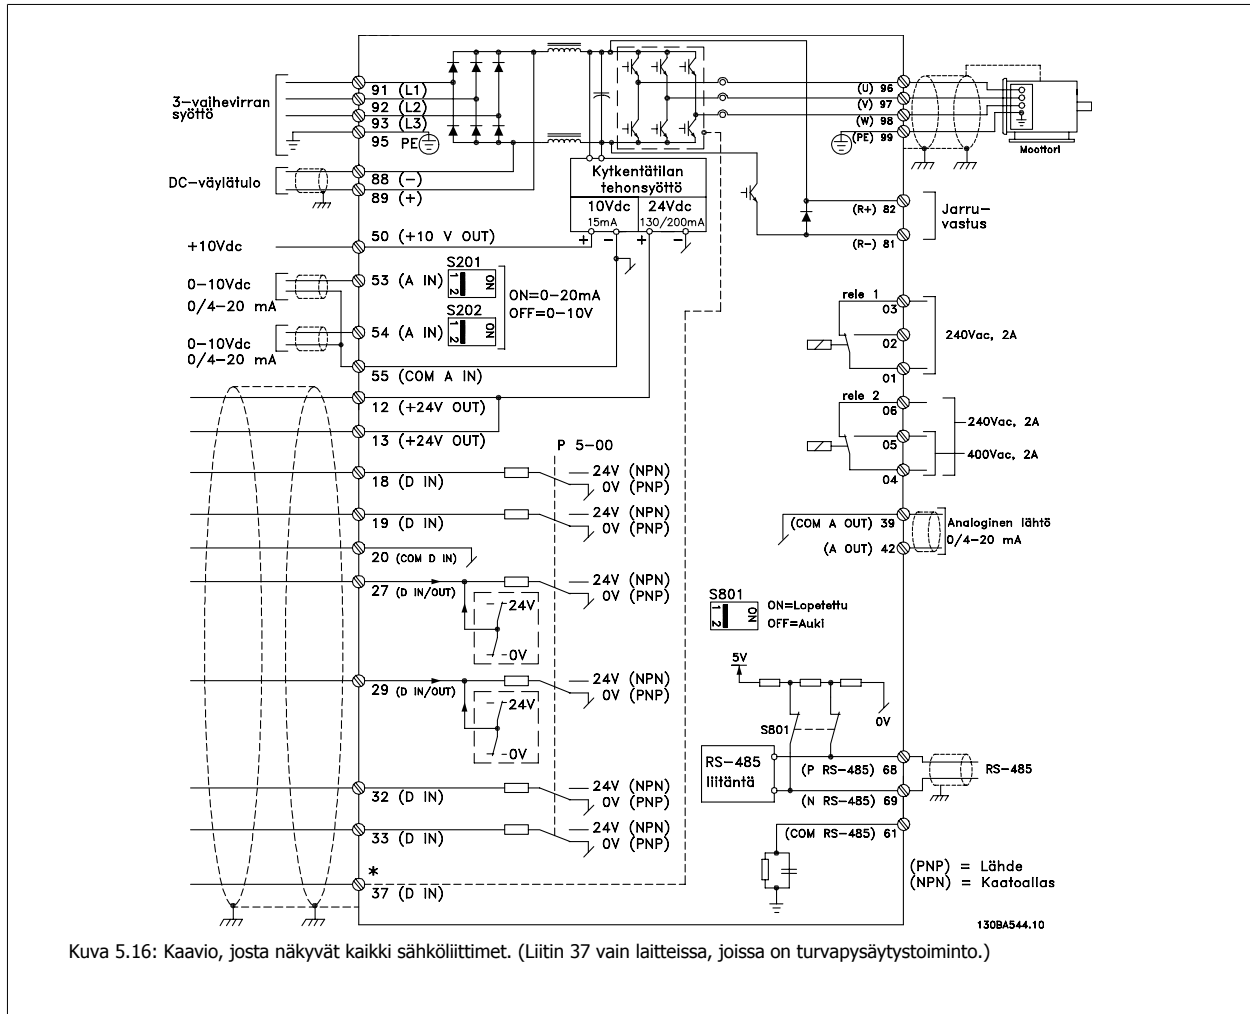 3-vaihevirran
syöttö
91 (L1)
92 (L2)
93 (L3)
95 PE
DC-väylätulo
88 (-)
89 (+)
+10Vdc
50 (+10 V OUT)
0-10Vdc
0/4-20 mA
53 (A IN)
S201
1 2
ON
ON=0-20mA
OFF=0-10V
S202
1 2
ON
0-10Vdc
0/4-20 mA
54 (A IN)
55 (COM A IN)
12 (+24V OUT)
13 (+24V OUT)
P 5-00
18 (D IN)
24V (NPN)
0V (PNP)
19 (D IN)
24V (NPN)
0V (PNP)
20 (COM D IN)
27 (D IN/OUT)
24V (NPN)
0V (PNP)
24V
0V
29 (D IN/OUT)
24V (NPN)
0V (PNP)
24V
0V
32 (D IN)
24V (NPN)
0V (PNP)
33 (D IN)
24V (NPN)
0V (PNP)
*
37 (D IN)
Kytkentätilan
tehonsyöttö
10Vdc
15mA
24Vdc
130/200mA
+ - + -
(U) 96
(V) 97
(W) 98
(PE) 99
Moottori
(R+) 82
(R-) 81
Jarru-
vastus
rele 1
03
02
01
240Vac, 2A
rele 2
06
05
04
240Vac, 2A
400Vac, 2A
(COM A OUT) 39
(A OUT) 42
Analoginen lähtö
0/4-20 mA
S801
1 2
ON
ON=Lopetettu
OFF=Auki
5V
0V
S801
RS-485
liitäntä
(P RS-485) 68
(N RS-485) 69
RS-485
(COM RS-485) 61
(PNP) = Lähde
(NPN) = Kaatoallas
130BA544.10
Kuva 5.16: Kaavio, josta näkyvät kaikki sähköliittimet. (Liitin 37 vain laitteissa, joissa on turvapysäytystoiminto.)